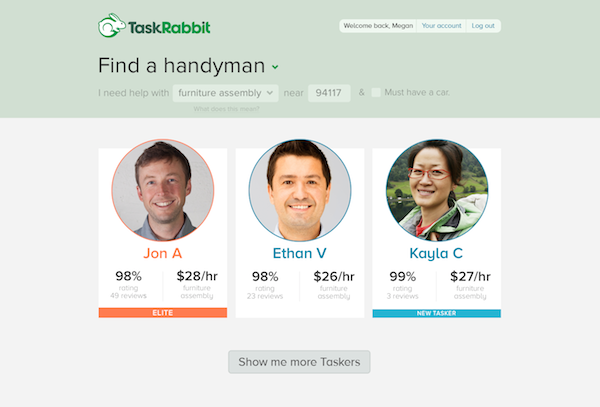 TaskRabbit
Welcome back, Megan Your account Log out
Find a handyman
I need help with furniture assembly near 94117 & Must have a car.
What does this mean?
Jon A Ethan V Kayla C
98% $28/hr 98% $26/hr 99% $27/hr
rating furniture rating furniture rating furniture
49 reviews assembly 23 reviews assembly 3 reviews assembly
ELITE NEW TASKER
Show me more Taskers